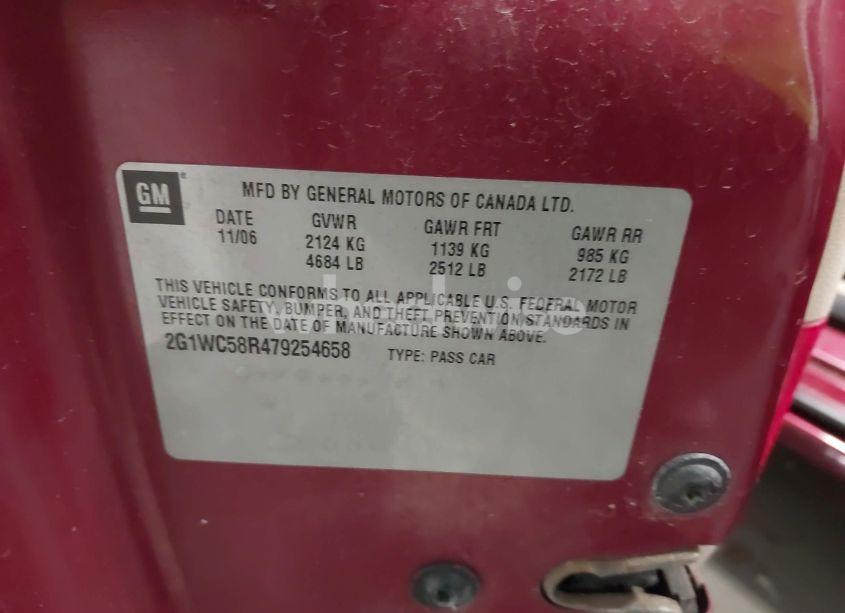 GM
MFD BY GENERAL MOTORS OF CANADA LTD.
DATE GVWR GAWR FRT GAWR RR
11/06 2124 KG 1139 KG 985 KG
4684 LB 2512 LB 2172 LB
THIS VEHICLE CONFORMS TO ALL APPLICABLE U.S. FEDERAL MOTOR
VEHICLE SAFETY, BUMPER, AND THEFT PREVENTION STANDARDS IN
EFFECT ON THE DATE OF MANUFACTURE SHOWN ABOVE.
2G1WC58R479254658 TYPE: PASS CAR